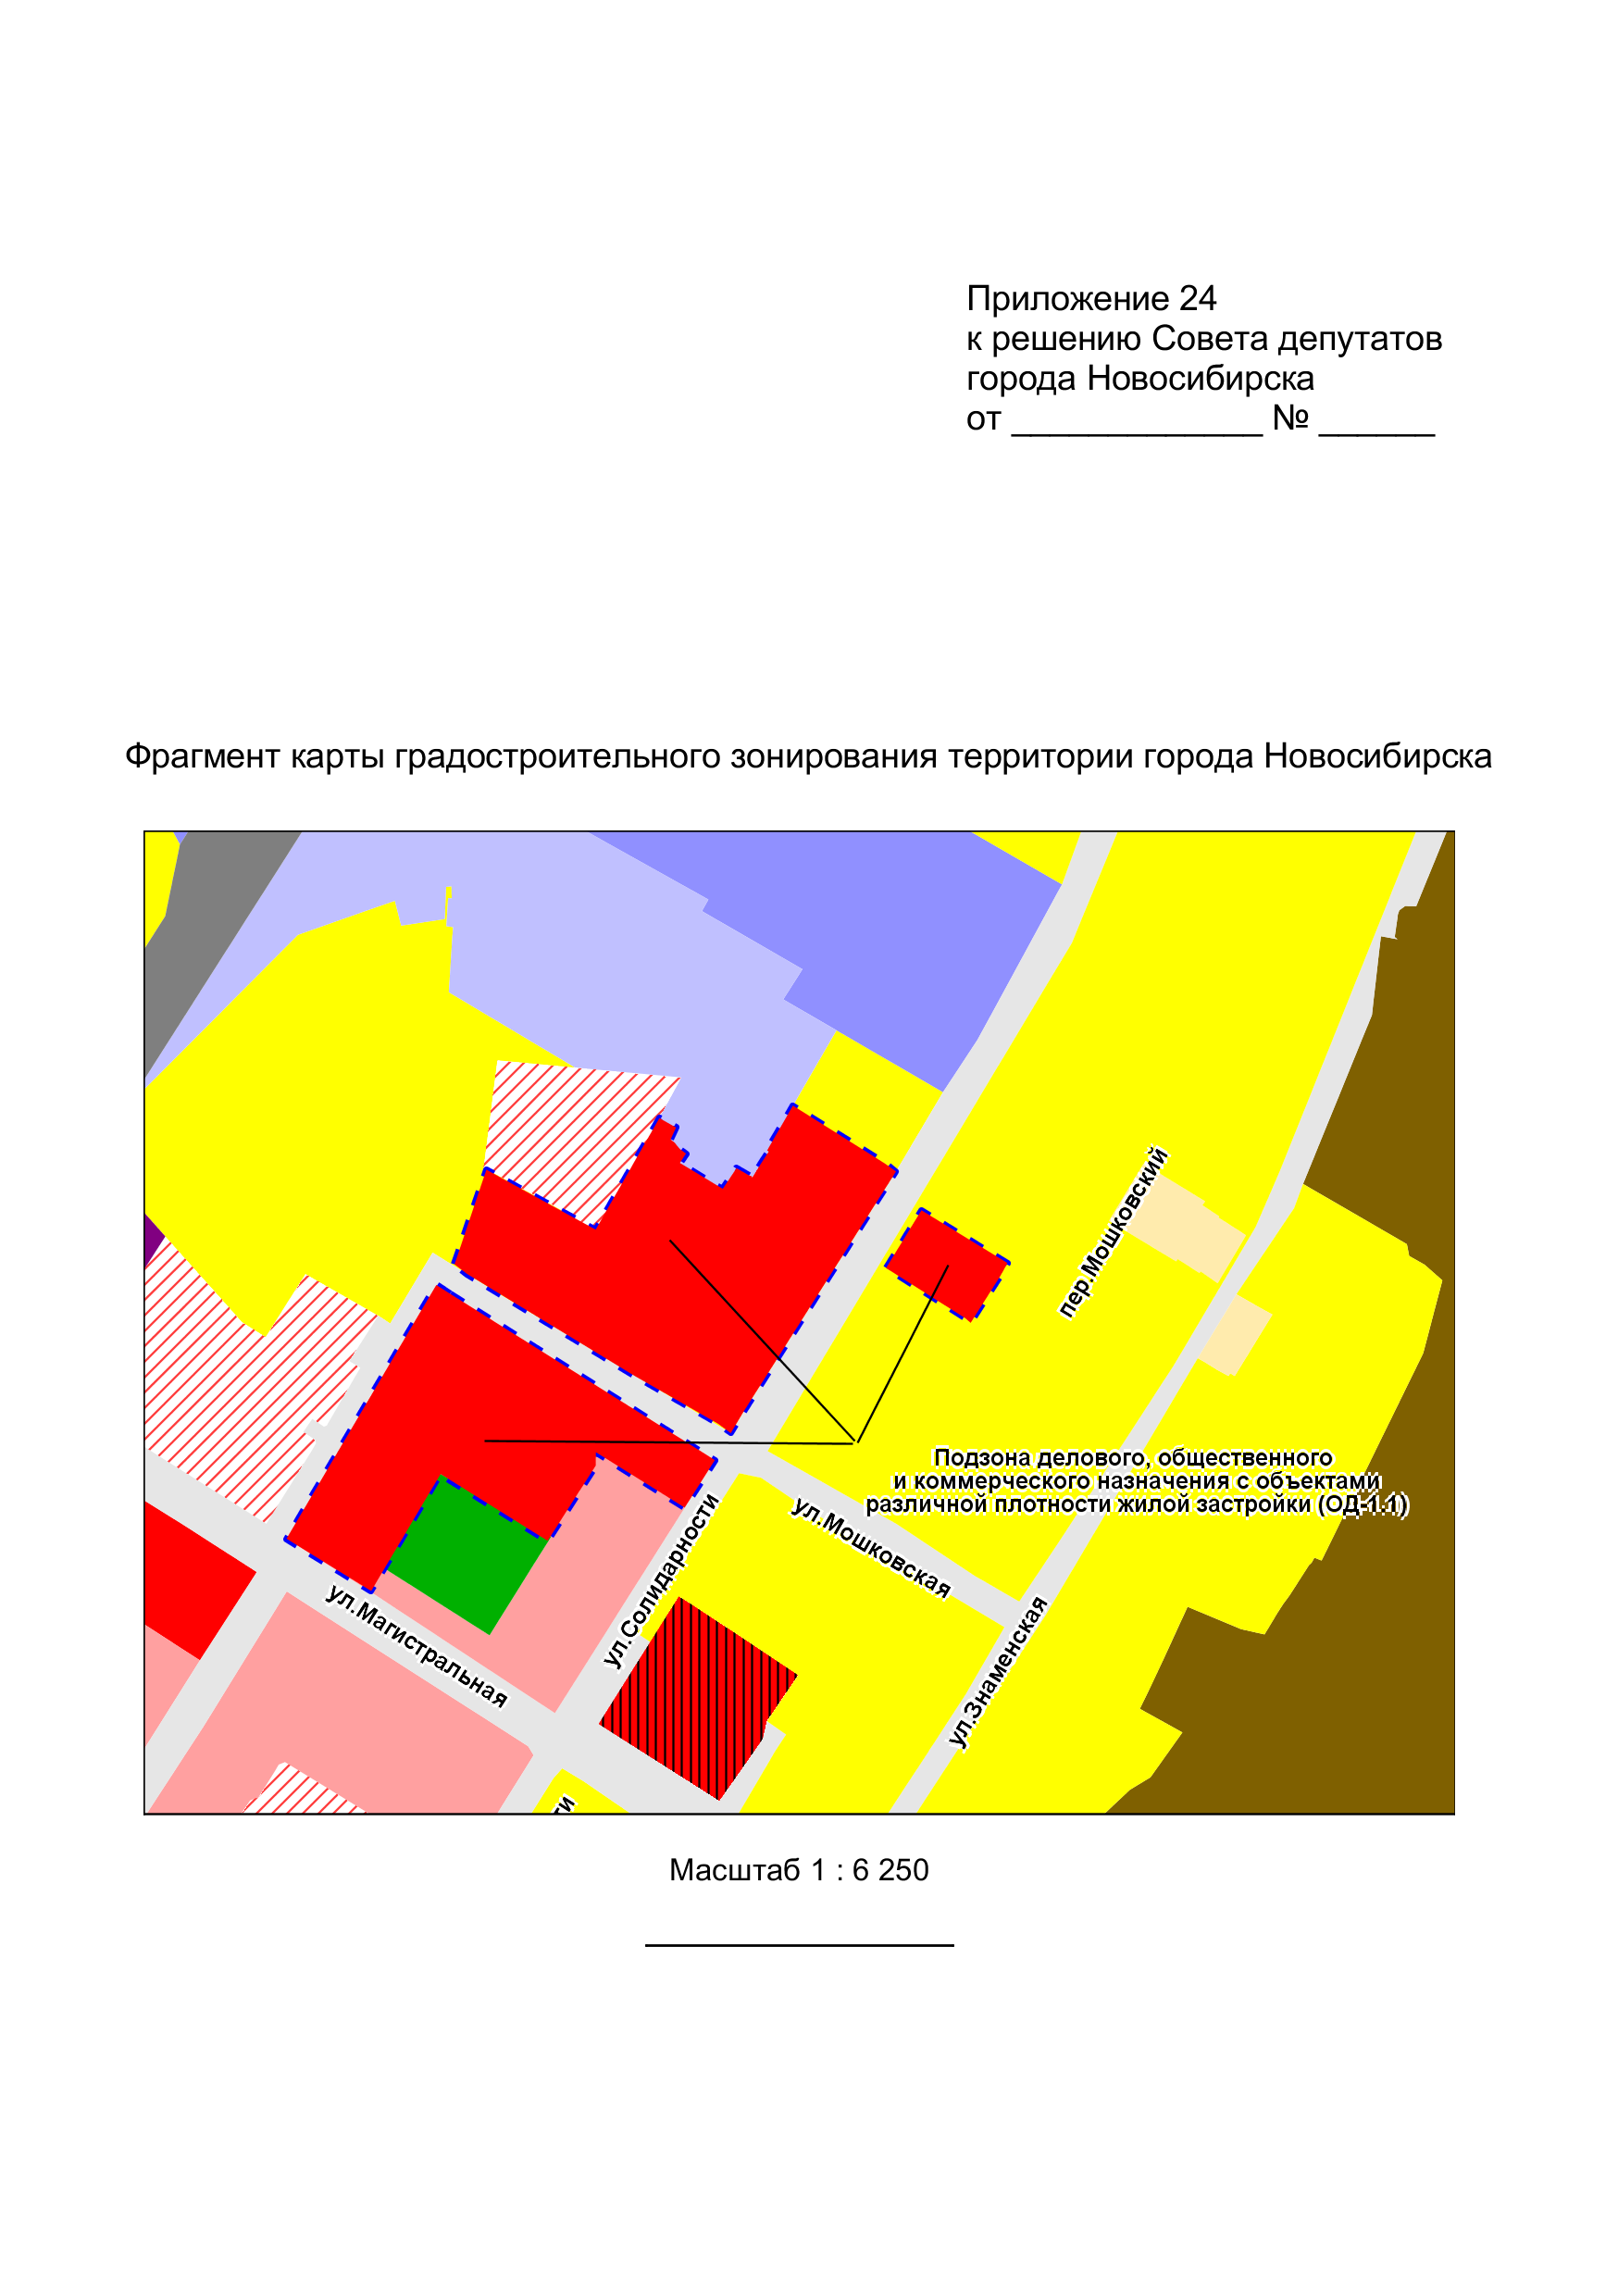 Приложение 24
к решению Совета депутатов
города Новосибирска
от _____________ № ______
Фрагмент карты градостроительного зонирования территории города Новосибирска
пер.Мошковский
Подзона делового, общественного
и коммерческого назначения с объектами
различной плотности жилой застройки (ОД-1.1)
ул.Мошковская
ул.Солидарности
ул.Магистральная
ул.Знаменская
ти
Масштаб 1 : 6 250